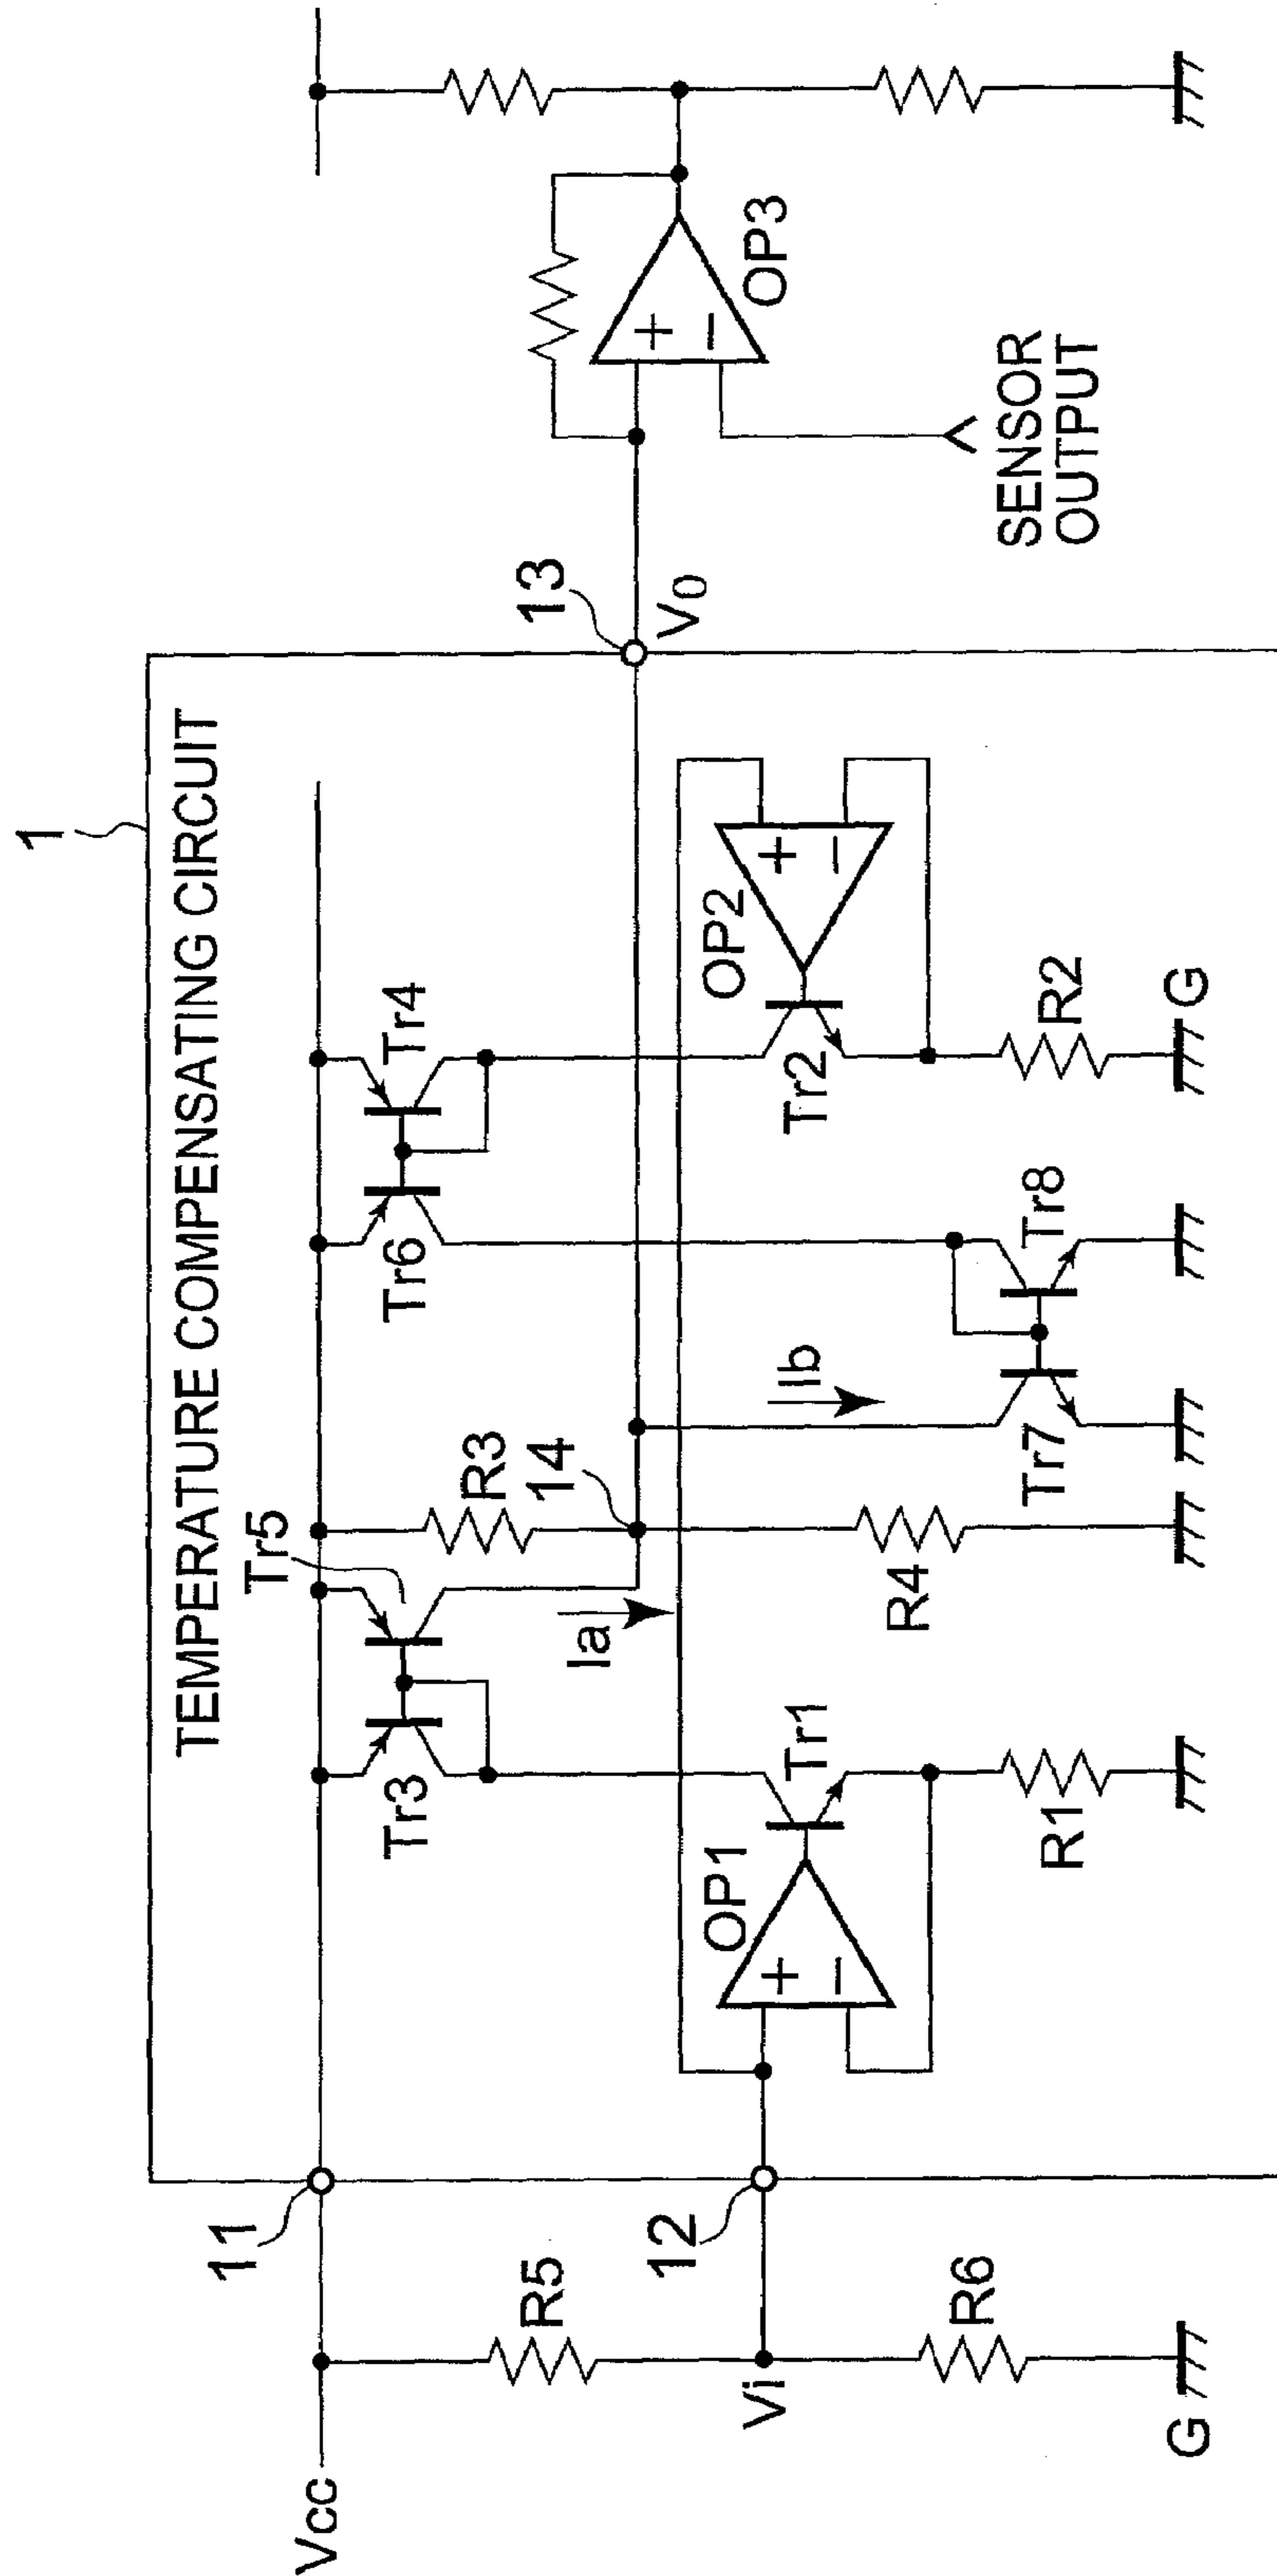 1
TEMPERATURE COMPENSATING CIRCUIT
Vcc
11
Tr3
Tr5
Tr6
Tr4
R5
R3
14
13
V0
Ia
Ib
12
Vi
OP1
+
−
Tr1
OP2
+
−
Tr2
OP3
+
−
R6
R4
R1
Tr7
Tr8
R2
G
G
SENSOR
OUTPUT